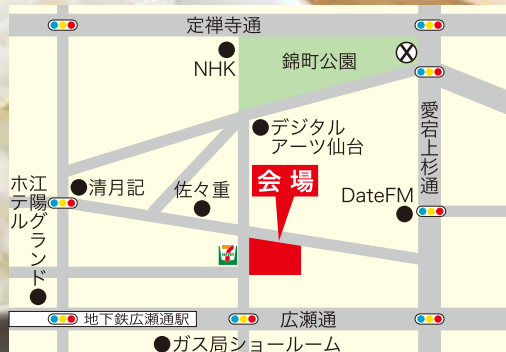 定禅寺通
NHK
錦町公園
X
愛宕上杉通
デジタル
アーツ仙台
会場
江陽グランド
ホテル
清月記
佐々重
DateFM
7
地下鉄広瀬通駅
広瀬通
ガス局ショールーム